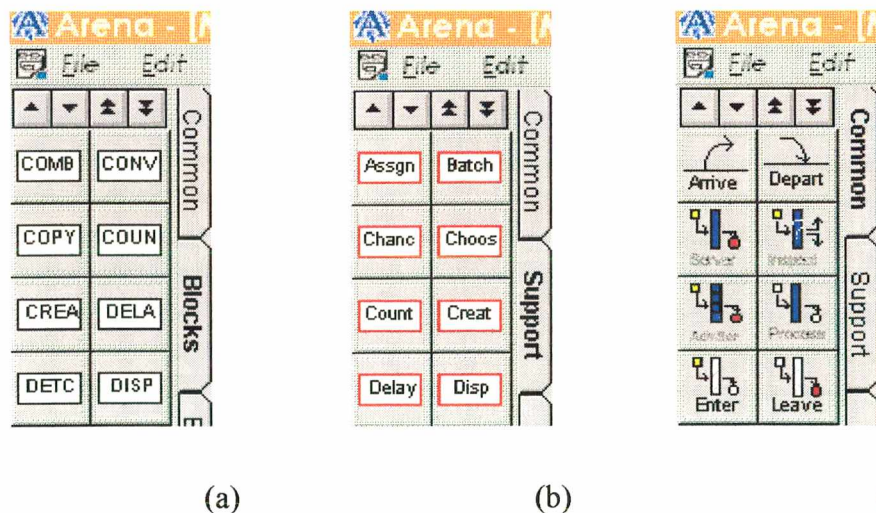 Arena - [
File Edit
Common
COMB CONV
COPY COUN
CREA DELA
DETC DISP
Blocks
Arena - [
File Edit
Common
Assgn Batch
Chanc Choos
Count Creat
Delay Disp
Support
Arena - [
File Edit
Common
Arrive Depart
Server Inspect
Process
Enter Leave
Support
(a) (b)